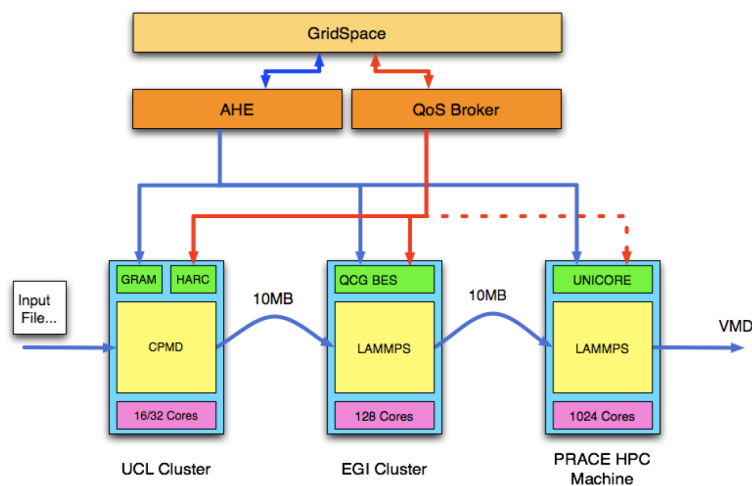 GridSpace
AHE
QoS Broker
GRAM
HARC
QCG BES
UNICORE
Input
File...
10MB
10MB
VMD
CPMD
LAMMPS
LAMMPS
16/32 Cores
128 Cores
1024 Cores
UCL Cluster
EGI Cluster
PRACE HPC
Machine